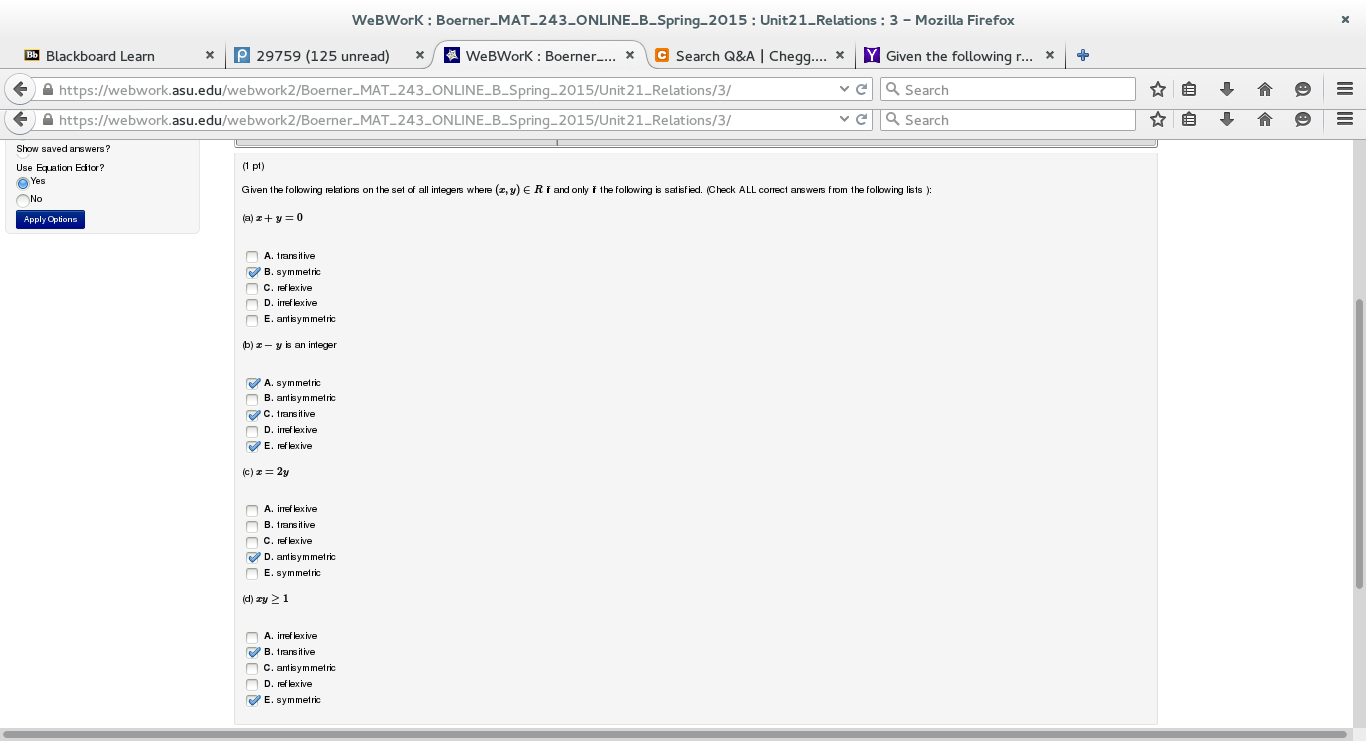 WeBWorK : Boerner_MAT_243_ONLINE_B_Spring_2015 : Unit21_Relations : 3 – Mozilla Firefox
Bb Blackboard Learn × p 29759 (125 unread) × WeBWorK : Boerner_... × C Search Q&A | Chegg.... × Y Given the following r... ×
https://webwork.asu.edu/webwork2/Boerner_MAT_243_ONLINE_B_Spring_2015/Unit21_Relations/3/ Search
https://webwork.asu.edu/webwork2/Boerner_MAT_243_ONLINE_B_Spring_2015/Unit21_Relations/3/ Search
Show saved answers?
Use Equation Editor?
Yes
No
Apply Options
(1 pt)
Given the following relations on the set of all integers where (x, y) ∈ R if and only if the following is satisfied. (Check ALL correct answers from the following lists ):
(a) x + y = 0
A. transitive
B. symmetric
C. reflexive
D. irreflexive
E. antisymmetric
(b) x − y is an integer
A. symmetric
B. antisymmetric
C. transitive
D. irreflexive
E. reflexive
(c) x = 2y
A. irreflexive
B. transitive
C. reflexive
D. antisymmetric
E. symmetric
(d) xy ≥ 1
A. irreflexive
B. transitive
C. antisymmetric
D. reflexive
E. symmetric